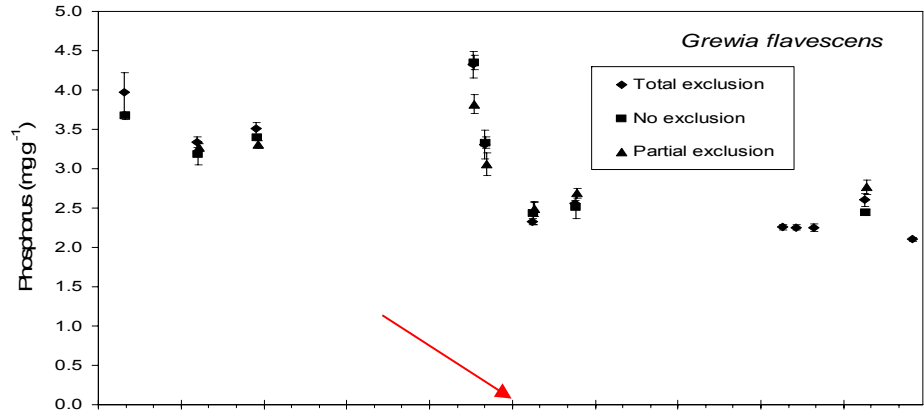 5.0
Grewia flavescens
4.5
Total exclusion
4.0
No exclusion
3.5
Partial exclusion
3.0
2.5
2.0
1.5
1.0
0.5
0.0
Phosphorus (mg g-1)